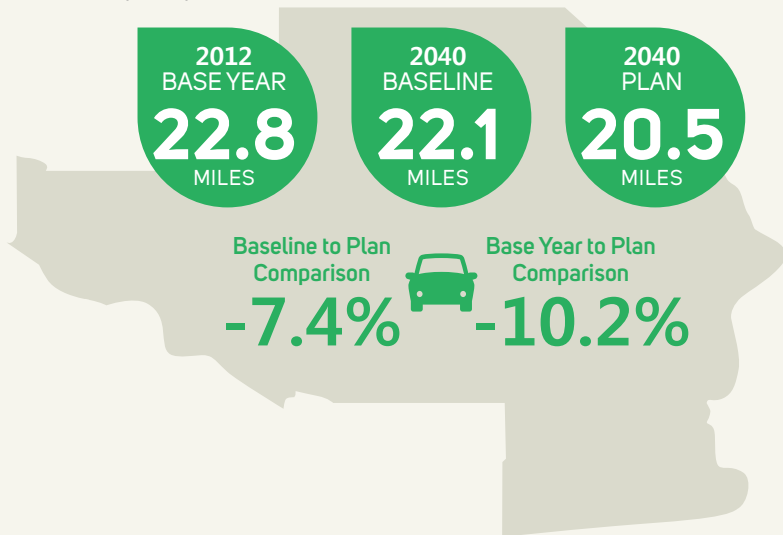 2012
BASE YEAR
22.8
MILES
2040
BASELINE
22.1
MILES
2040
PLAN
20.5
MILES
Baseline to Plan
Comparison
-7.4%
Base Year to Plan
Comparison
-10.2%